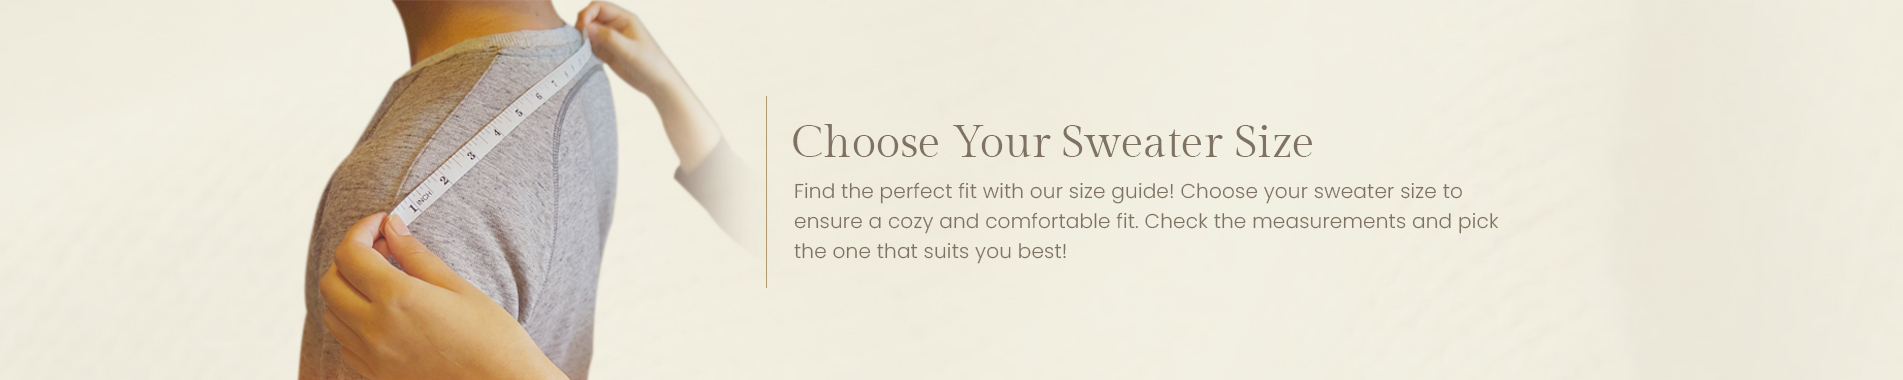 Choose Your Sweater Size
Find the perfect fit with our size guide! Choose your sweater size to
ensure a cozy and comfortable fit. Check the measurements and pick
the one that suits you best!
1 INCH 2 3 4 5 6 7